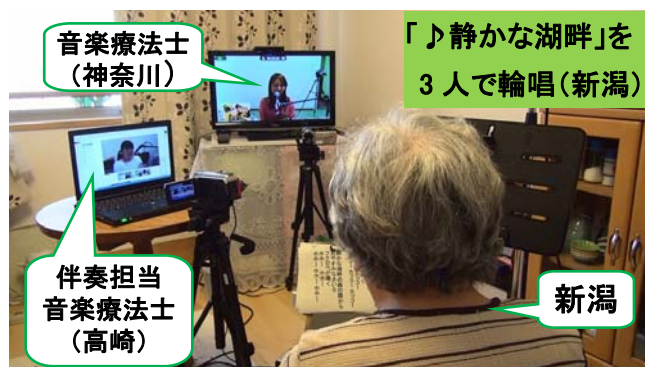 「♪静かな湖畔」を
3人で輪唱(新潟)
音楽療法士
(神奈川)
伴奏担当
音楽療法士
(高崎)
新潟